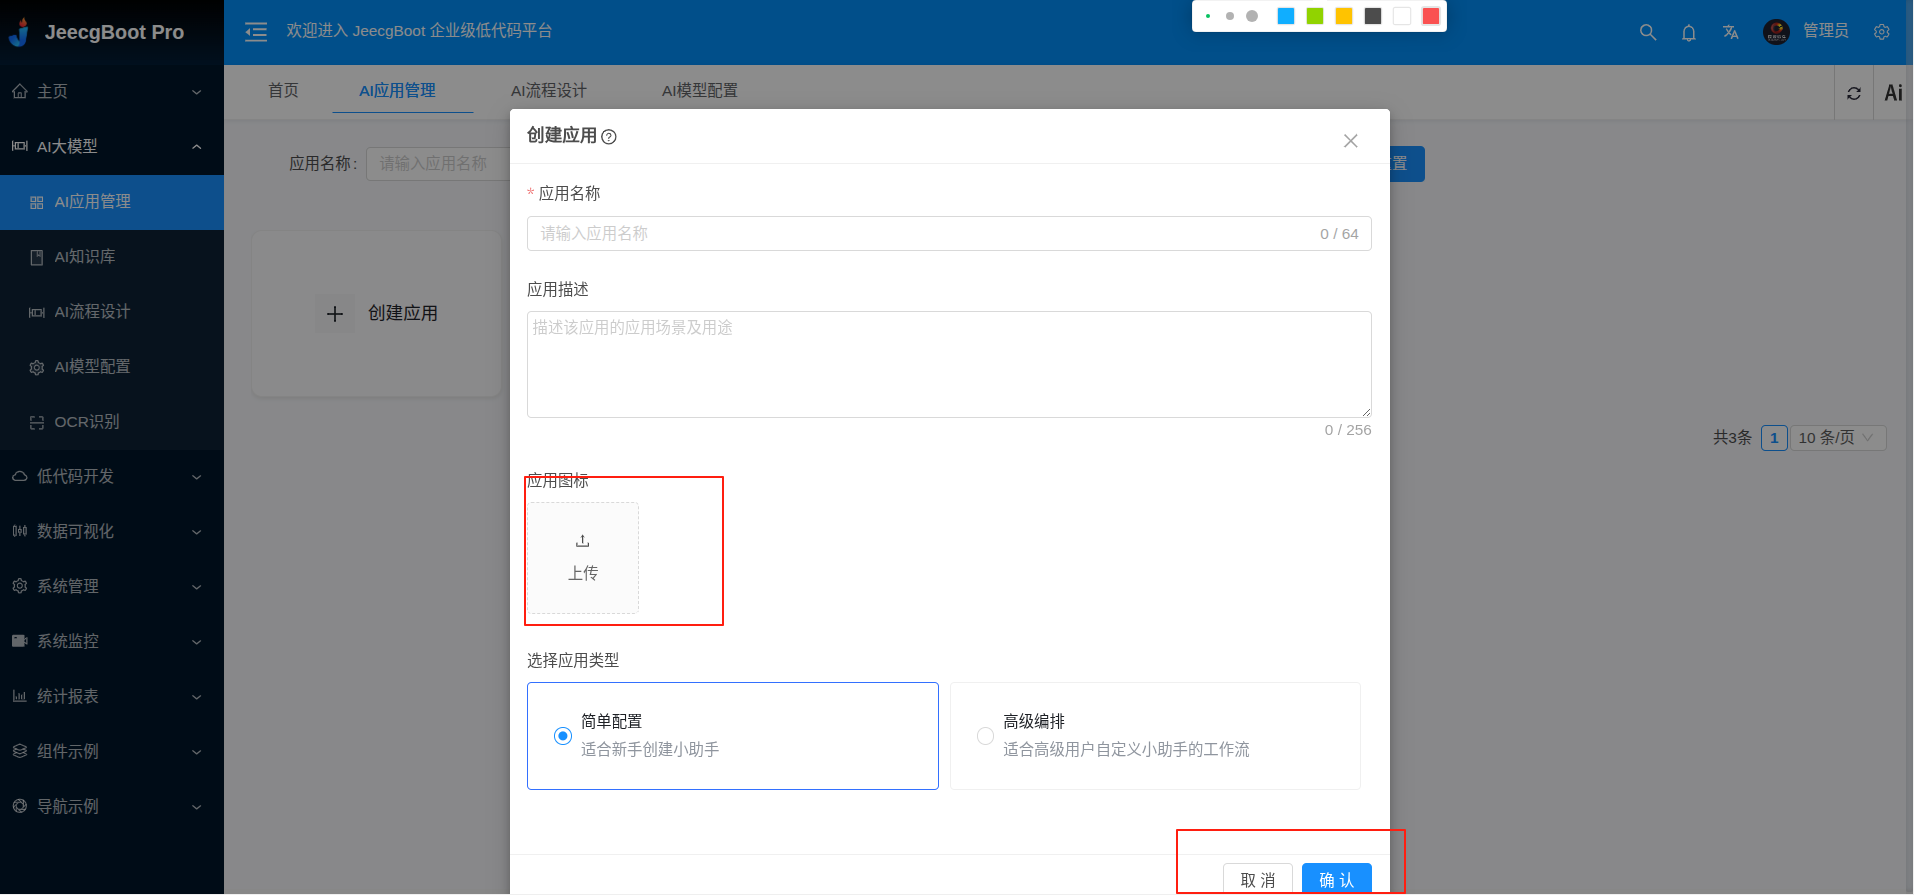 JeecgBoot Pro
欢迎进入 JeecgBoot 企业级低代码平台
管理员
主页
AI大模型
AI应用管理
AI知识库
AI流程设计
AI模型配置
OCR识别
低代码开发
数据可视化
系统管理
系统监控
统计报表
组件示例
导航示例
首页
AI应用管理
AI流程设计
AI模型配置
Ai
应用名称:
请输入应用名称
置
创建应用
共3条
1
10 条/页
创建应用
* 应用名称
请输入应用名称
0 / 64
应用描述
描述该应用的应用场景及用途
0 / 256
应用图标
上传
选择应用类型
简单配置
适合新手创建小助手
高级编排
适合高级用户自定义小助手的工作流
取 消
确 认